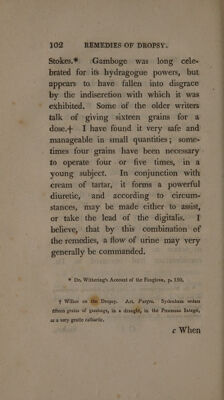 102 REMEDIES OF DROPSY.
Stokes.* Gamboge was long cele-
brated for its hydragogue powers, but
appears to have fallen into disgrace
by the indiscretion with which it was
exhibited. Some of the older writers
talk of giving sixteen grains for a
dose.† I have found it very safe and
manageable in small quantities; some-
times four grains have been necessary
to operate four or five times, in a
young subject. In conjunction with
cream of tartar, it forms a powerful
diuretic, and according to circum-
stances, may be made either to assist,
or take the lead of the digitalis. I
believe, that by this combination of
the remedies, a flow of urine may very
generally be commanded.
* Dr. Withering's Account of the Foxglove, p. 150.
† Willis on the Dropsy. Art. Purges. Sydenham orders
fifteen grains of gamboge, in a draught, in the Processus Integri,
as a very gentle cathartic.
c When